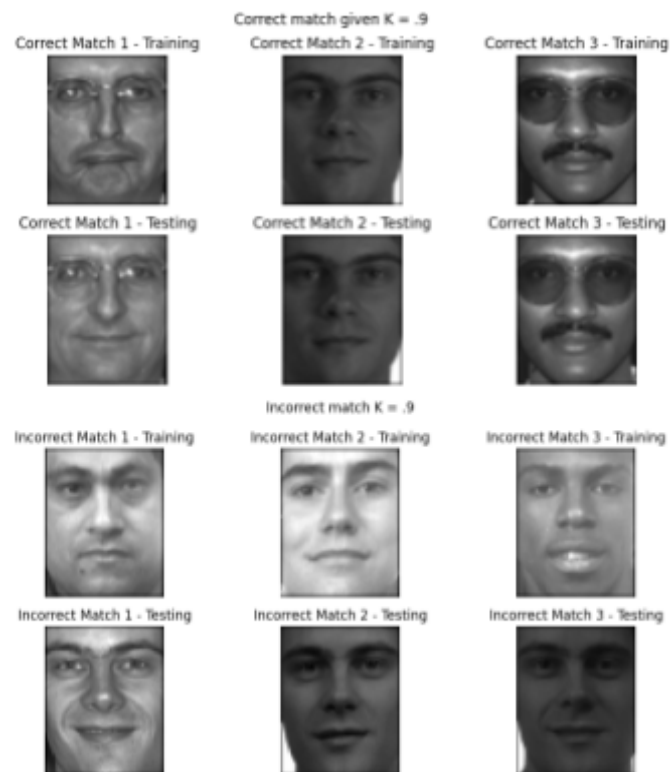 Correct match given K = .9
Correct Match 1 - Training Correct Match 2 - Training Correct Match 3 - Training
Correct Match 1 - Testing Correct Match 2 - Testing Correct Match 3 - Testing
Incorrect match K = .9
Incorrect Match 1 - Training Incorrect Match 2 - Training Incorrect Match 3 - Training
Incorrect Match 1 - Testing Incorrect Match 2 - Testing Incorrect Match 3 - Testing